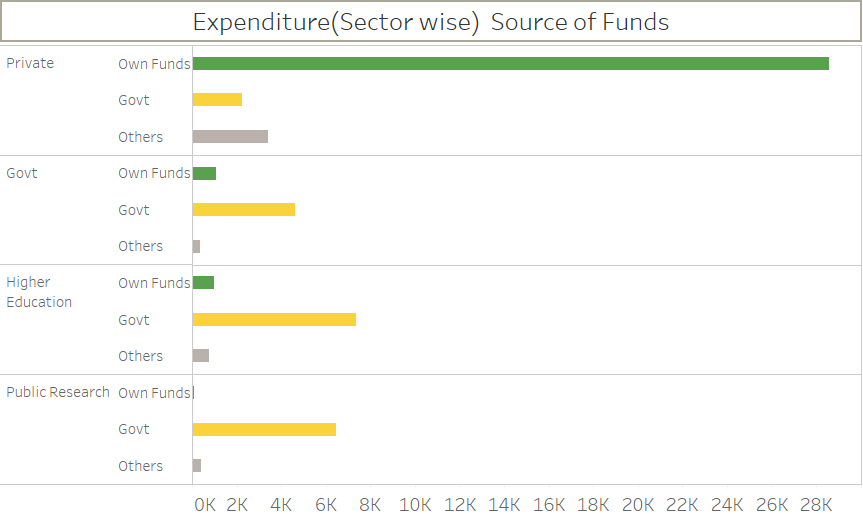 Expenditure(Sector wise)  Source of Funds
Private Own Funds
Govt
Others
Govt Own Funds
Govt
Others
Higher Education Own Funds
Govt
Others
Public Research Own Funds
Govt
Others
0K 2K 4K 6K 8K 10K 12K 14K 16K 18K 20K 22K 24K 26K 28K